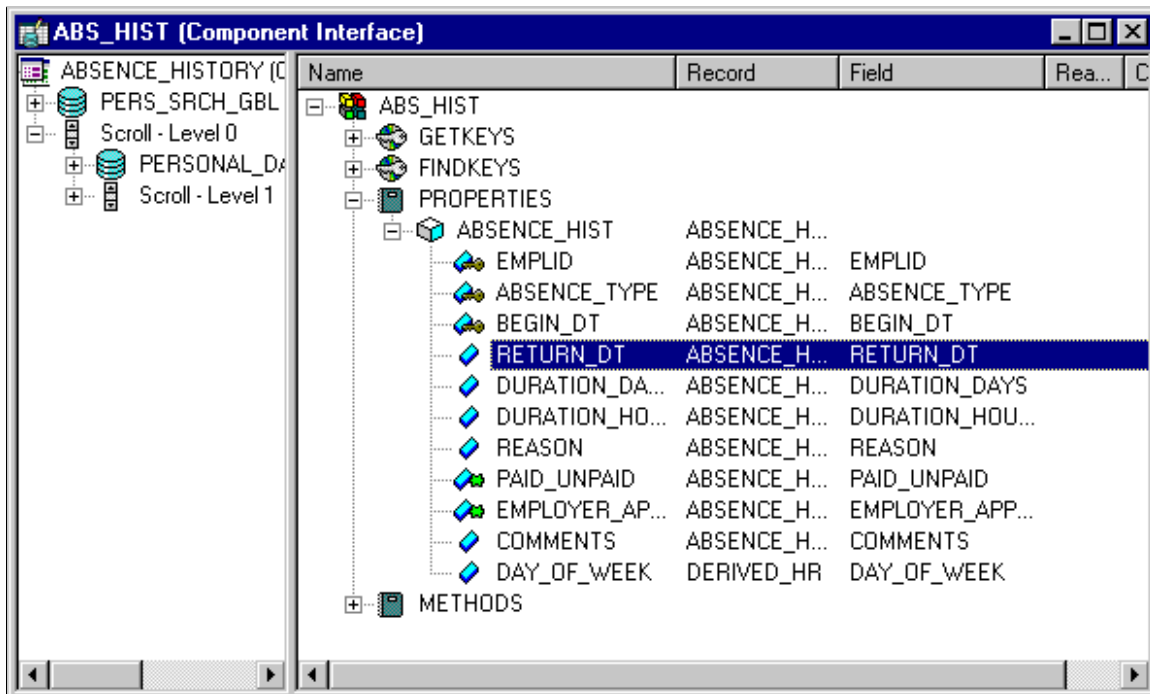 ABS_HIST (Component Interface)
ABSENCE_HISTORY (C
PERS_SRCH_GBL
Scroll - Level 0
PERSONAL_DA
Scroll - Level 1
Name Record Field Rea... C
ABS_HIST
GETKEYS
FINDKEYS
PROPERTIES
ABSENCE_HIST ABSENCE_H...
EMPLID ABSENCE_H... EMPLID
ABSENCE_TYPE ABSENCE_H... ABSENCE_TYPE
BEGIN_DT ABSENCE_H... BEGIN_DT
RETURN_DT ABSENCE_H... RETURN_DT
DURATION_DA... ABSENCE_H... DURATION_DAYS
DURATION_HO... ABSENCE_H... DURATION_HOU...
REASON ABSENCE_H... REASON
PAID_UNPAID ABSENCE_H... PAID_UNPAID
EMPLOYER_AP... ABSENCE_H... EMPLOYER_APP...
COMMENTS ABSENCE_H... COMMENTS
DAY_OF_WEEK DERIVED_HR DAY_OF_WEEK
METHODS